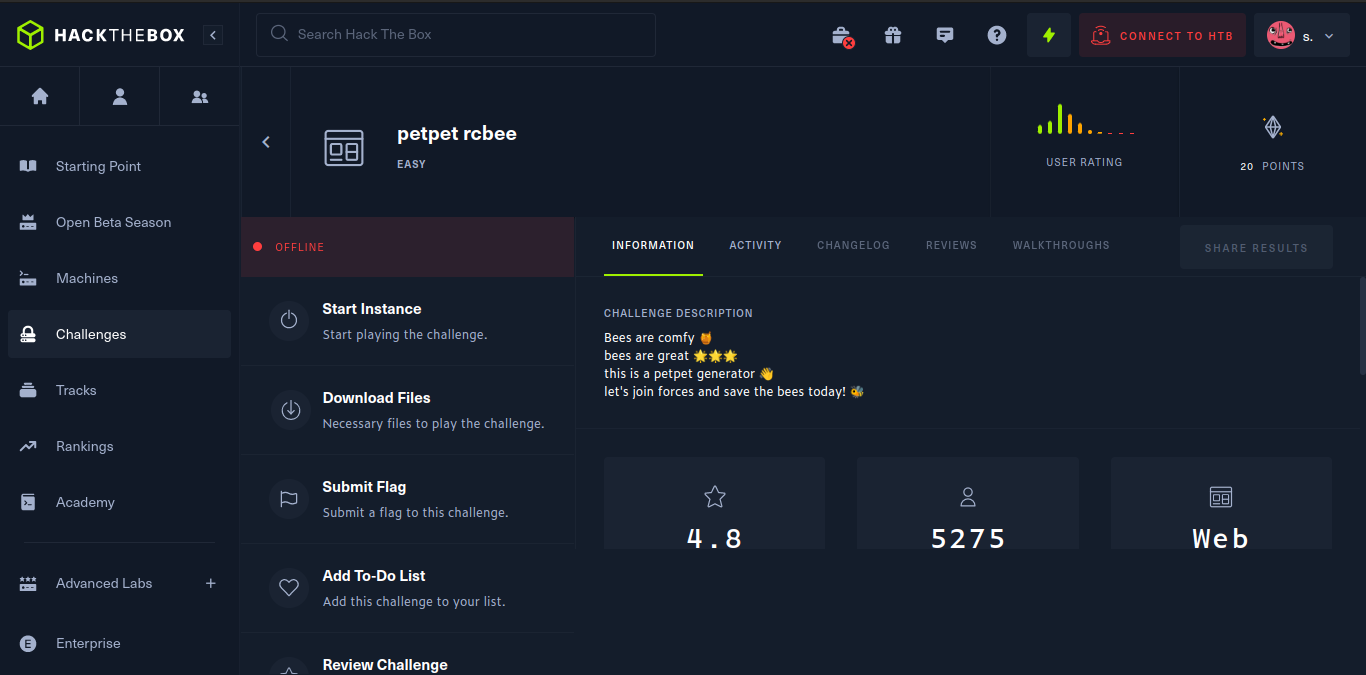 HACKTHEBOX
Search Hack The Box
CONNECT TO HTB
s.
Starting Point
Open Beta Season
Machines
Challenges
Tracks
Rankings
Academy
Advanced Labs
E Enterprise
petpet rcbee
EASY
USER RATING
20 POINTS
OFFLINE
Start Instance
Start playing the challenge.
Download Files
Necessary files to play the challenge.
Submit Flag
Submit a flag to this challenge.
Add To-Do List
Add this challenge to your list.
Review Challenge
INFORMATION ACTIVITY CHANGELOG REVIEWS WALKTHROUGHS SHARE RESULTS
CHALLENGE DESCRIPTION
Bees are comfy 🍯
bees are great 🌟🌟🌟
this is a petpet generator 👋
let's join forces and save the bees today! 🐝
4.8
5275
Web